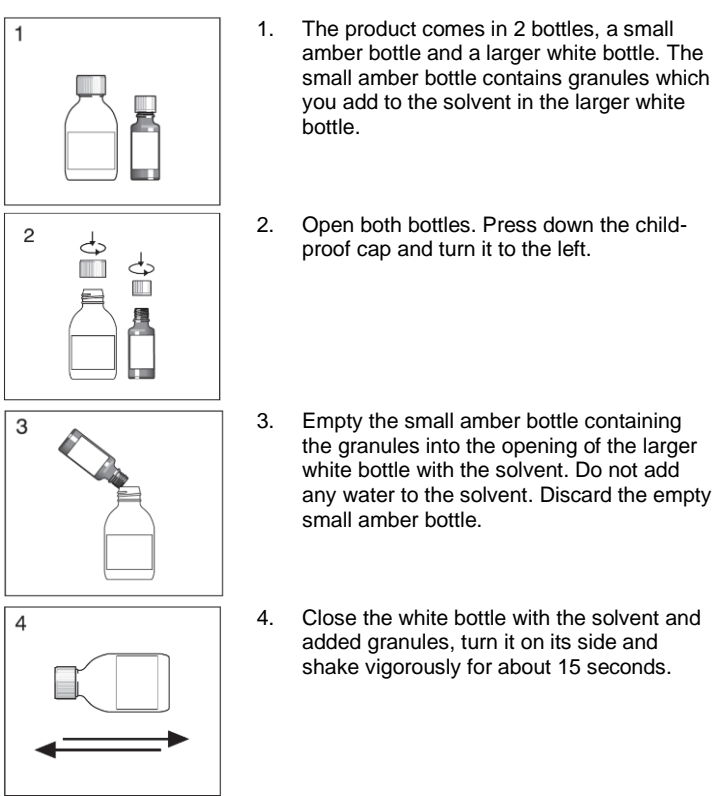 1
1. The product comes in 2 bottles, a small
amber bottle and a larger white bottle. The
small amber bottle contains granules which
you add to the solvent in the larger white
bottle.
2
2. Open both bottles. Press down the child-
proof cap and turn it to the left.
3
3. Empty the small amber bottle containing
the granules into the opening of the larger
white bottle with the solvent. Do not add
any water to the solvent. Discard the empty
small amber bottle.
4
4. Close the white bottle with the solvent and
added granules, turn it on its side and
shake vigorously for about 15 seconds.